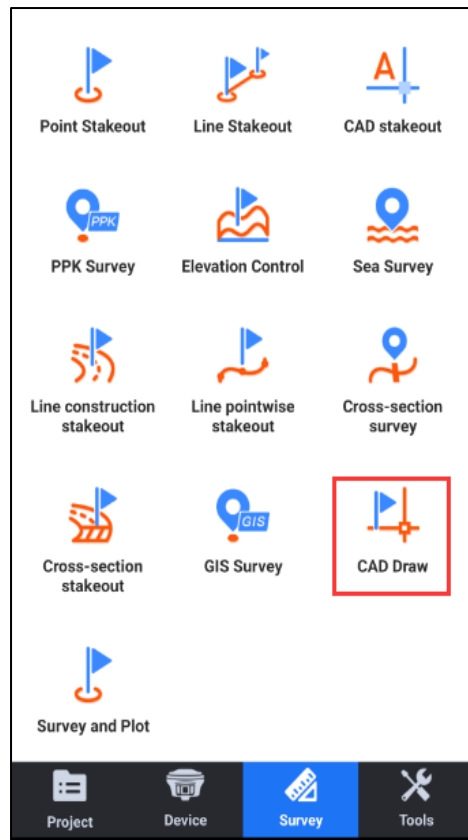 Point Stakeout
Line Stakeout
A
CAD stakeout
PPK
PPK Survey
Elevation Control
Sea Survey
Line construction
stakeout
Line pointwise
stakeout
Cross-section
survey
Cross-section
stakeout
GIS
GIS Survey
CAD Draw
Survey and Plot
Project
Device
Survey
Tools